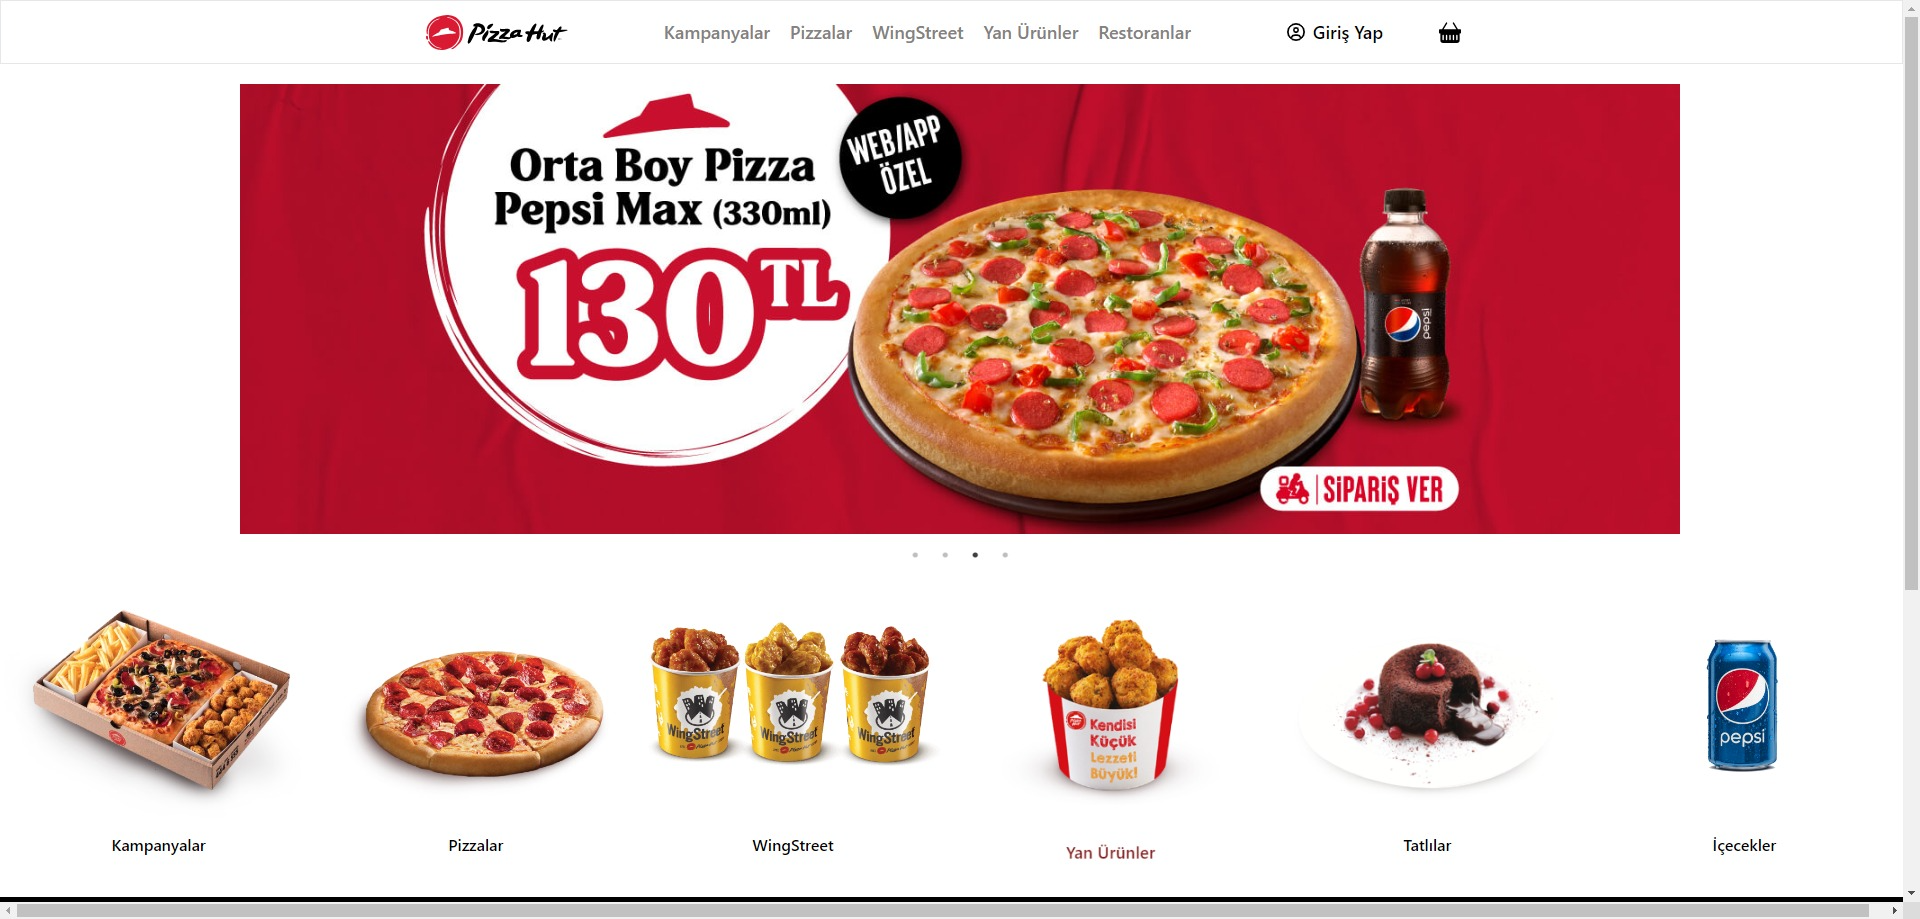 Pizza Hut
Kampanyalar Pizzalar WingStreet Yan Ürünler Restoranlar
Giriş Yap
Orta Boy Pizza
Pepsi Max (330ml)
130TL
WEB/APP
ÖZEL
pepsi
SİPARİŞ VER
WingStreet
WingStreet
WingStreet
Kendisi
Küçük
Lezzeti
Büyük!
pepsi
Kampanyalar
Pizzalar
WingStreet
Yan Ürünler
Tatlılar
İçecekler